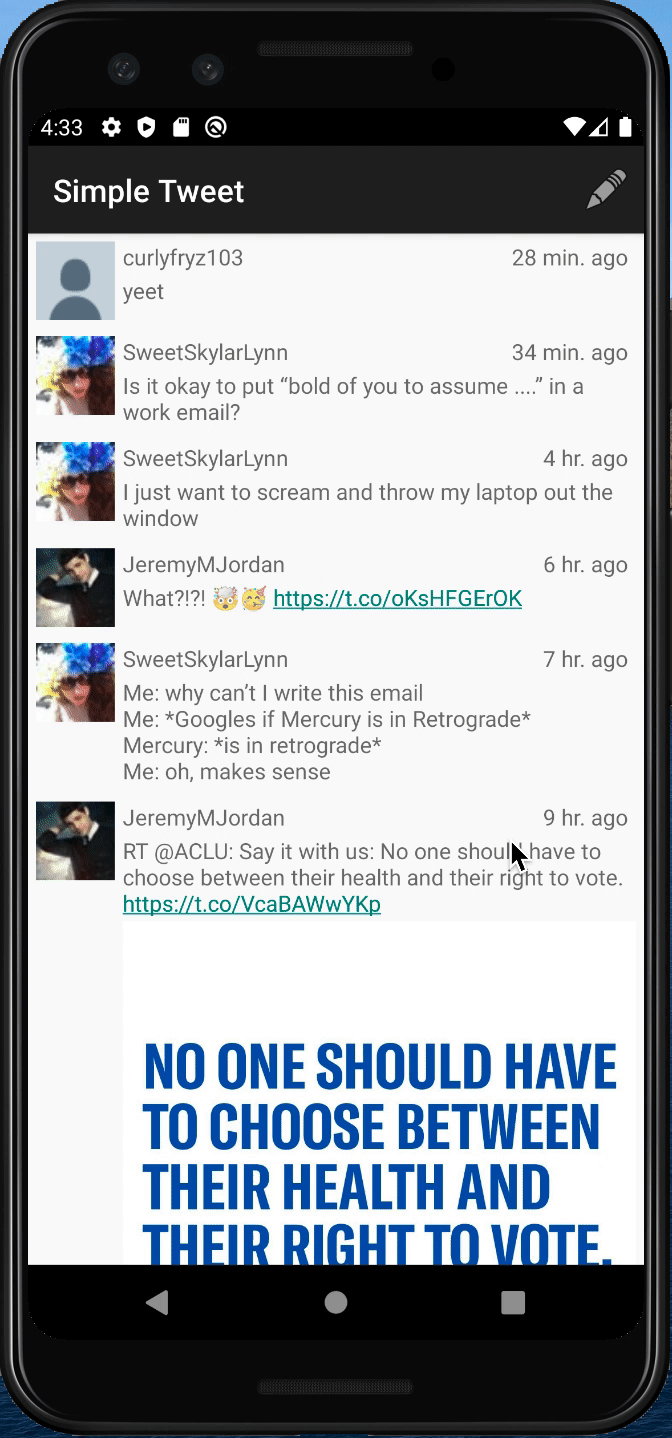 4:33
Simple Tweet
curlyfryz103 28 min. ago
yeet
SweetSkylarLynn 34 min. ago
Is it okay to put “bold of you to assume ....” in a
work email?
SweetSkylarLynn 4 hr. ago
I just want to scream and throw my laptop out the
window
JeremyMJordan 6 hr. ago
What?!?! 🤯🥳 https://t.co/oKsHFGErOK
SweetSkylarLynn 7 hr. ago
Me: why can’t I write this email
Me: *Googles if Mercury is in Retrograde*
Mercury: *is in retrograde*
Me: oh, makes sense
JeremyMJordan 9 hr. ago
RT @ACLU: Say it with us: No one should have to
choose between their health and their right to vote.
https://t.co/VcaBAWwYKp
NO ONE SHOULD HAVE
TO CHOOSE BETWEEN
THEIR HEALTH AND
THEIR RIGHT TO VOTE.